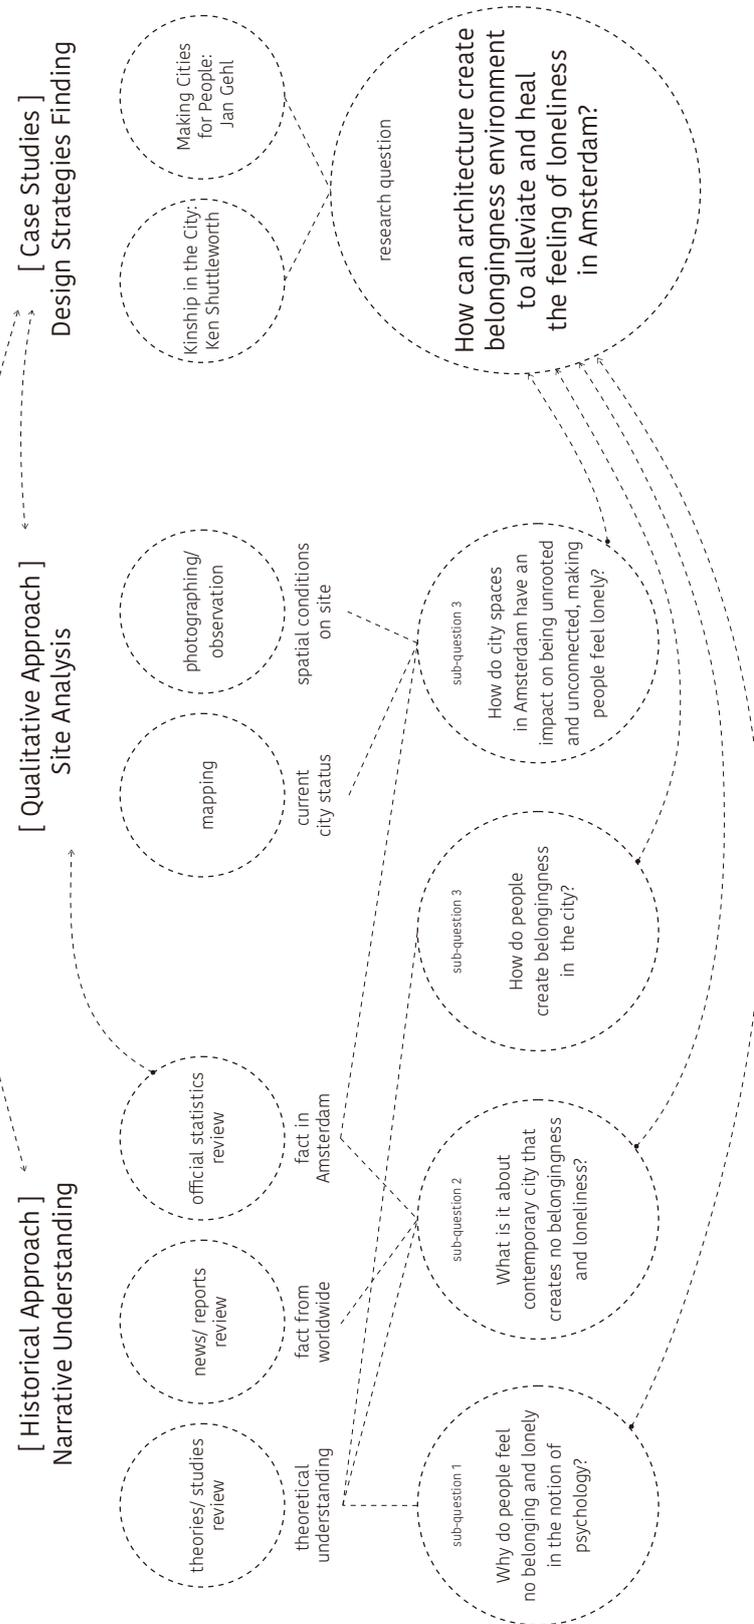 [ Historical Approach ]
Narrative Understanding
theories/ studies
review
theoretical
understanding
news/ reports
review
fact from
worldwide
official statistics
review
fact in
Amsterdam
[ Qualitative Approach ]
Site Analysis
mapping
current
city status
photographing/
observation
spatial conditions
on site
[ Case Studies ]
Design Strategies Finding
Kinship in the City:
Ken Shuttleworth
Making Cities
for People:
Jan Gehl
sub-question 1
Why do people feel
no belonging and lonely
in the notion of
psychology?
sub-question 2
What is it about
contemporary city that
creates no belongingness
and loneliness?
sub-question 3
How do people
create belongingness
in the city?
sub-question 3
How do city spaces
in Amsterdam have an
impact on being unrooted
and unconnected, making
people feel lonely?
research question
How can architecture create
belongingness environment
to alleviate and heal
the feeling of loneliness
in Amsterdam?